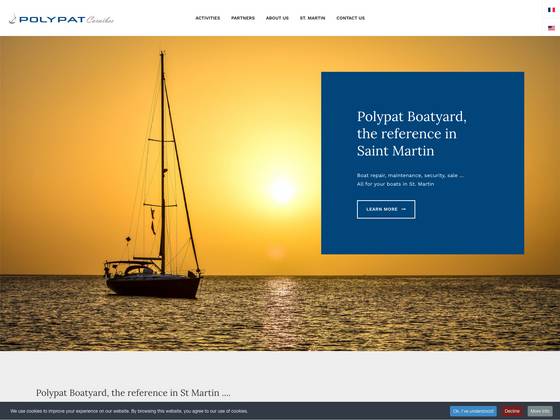 POLYPAT Caraibes
ACTIVITIES PARTNERS ABOUT US ST. MARTIN CONTACT US
Polypat Boatyard,
the reference in
Saint Martin
Boat repair, maintenance, security, sale ...
All for your boats in St. Martin
LEARN MORE →
Polypat Boatyard, the reference in St Martin ....
We use cookies to improve your experience on our website. By browsing this website, you agree to our use of cookies.
Ok, I've understood! Decline More Info